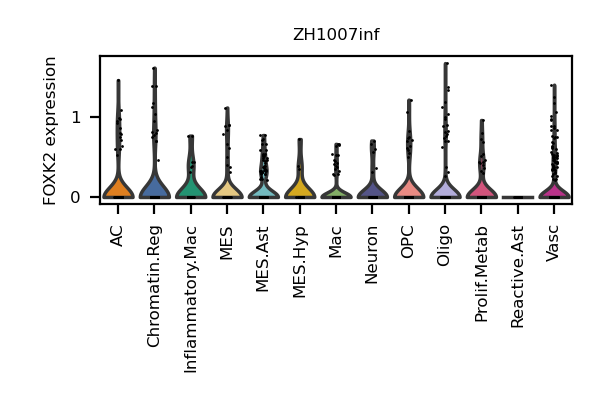 ZH1007inf
FOXK2 expression
1
0
AC
Chromatin.Reg
Inflammatory.Mac
MES
MES.Ast
MES.Hyp
Mac
Neuron
OPC
Oligo
Prolif.Metab
Reactive.Ast
Vasc